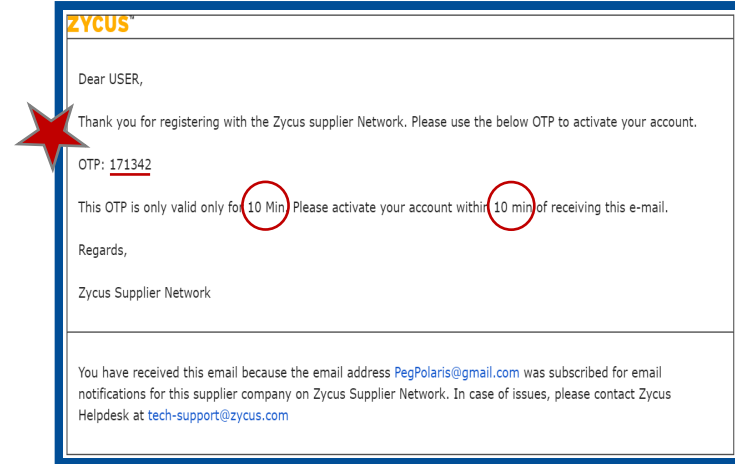 ZYCUS™
Dear USER,
Thank you for registering with the Zycus supplier Network. Please use the below OTP to activate your account.
OTP: 171342
This OTP is only valid only for 10 Min. Please activate your account within 10 min of receiving this e-mail.
Regards,
Zycus Supplier Network
You have received this email because the email address PegPolaris@gmail.com was subscribed for email
notifications for this supplier company on Zycus Supplier Network. In case of issues, please contact Zycus
Helpdesk at tech-support@zycus.com